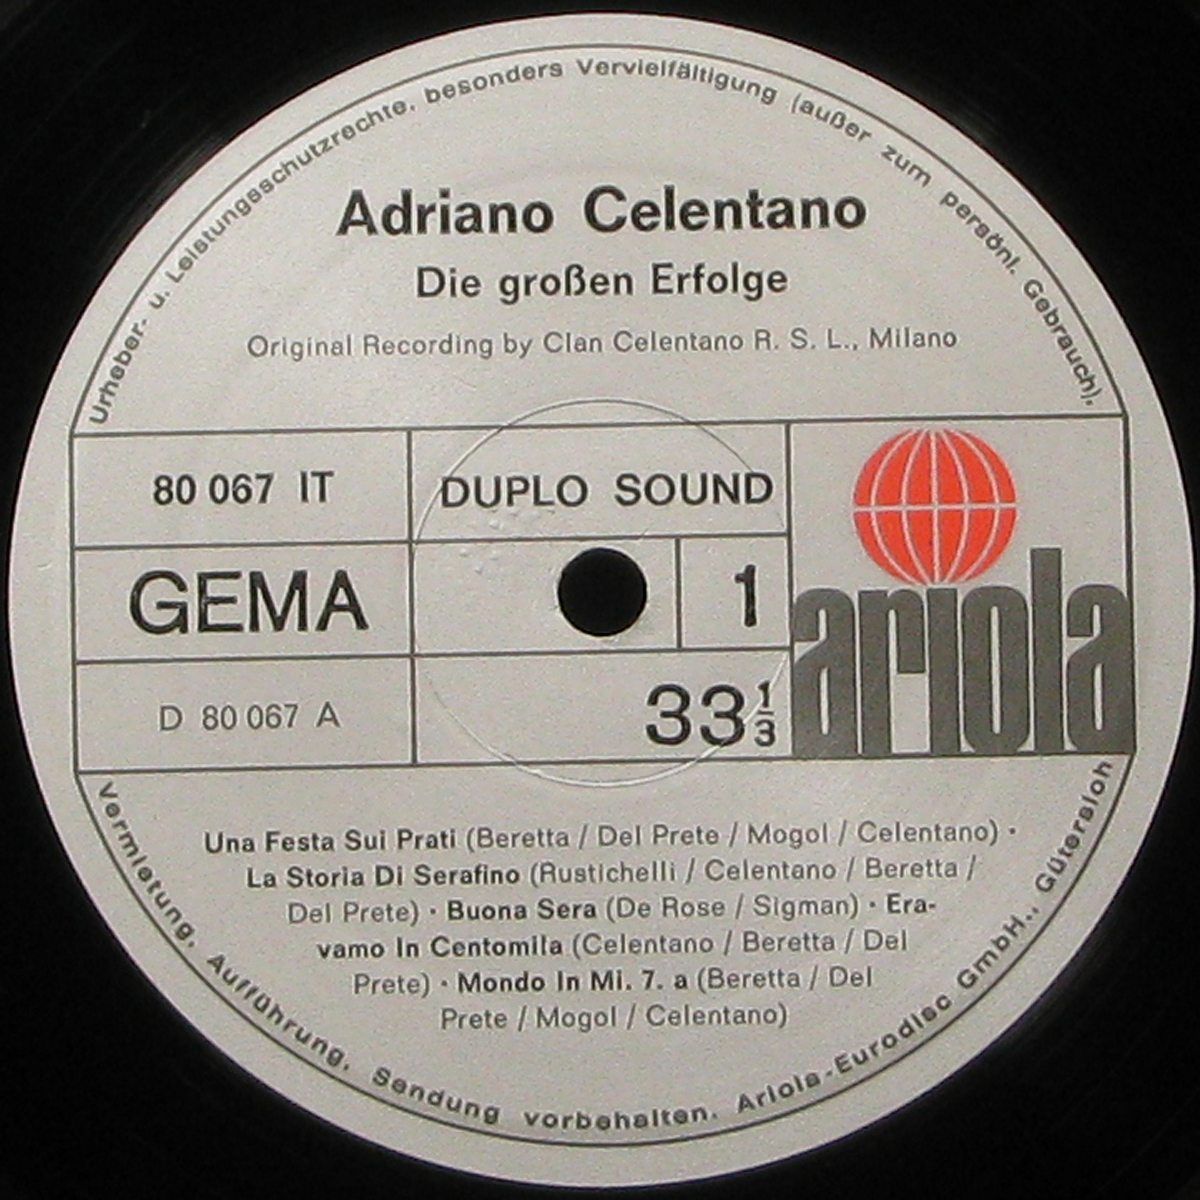 Urheber- u. Leistungsschutzrechte, besonders Vervielfältigung (außer zum persönl. Gebrauch),
Adriano Celentano
Die großen Erfolge
Original Recording by Clan Celentano R. S. L., Milano
80 067 IT
DUPLO SOUND
GEMA
1
D 80 067 A
33 1/3
ariola
Una Festa Sui Prati (Beretta / Del Prete / Mogol / Celentano) ·
La Storia Di Serafino (Rustichelli / Celentano / Beretta /
Del Prete) · Buona Sera (De Rose / Sigman) · Era-
vamo In Centomila (Celentano / Beretta / Del
Prete) · Mondo In Mi. 7. a (Beretta / Del
Prete / Mogol / Celentano)
Vermietung, Aufführung, Sendung vorbehalten. Ariola-Eurodisc GmbH., Gütersloh